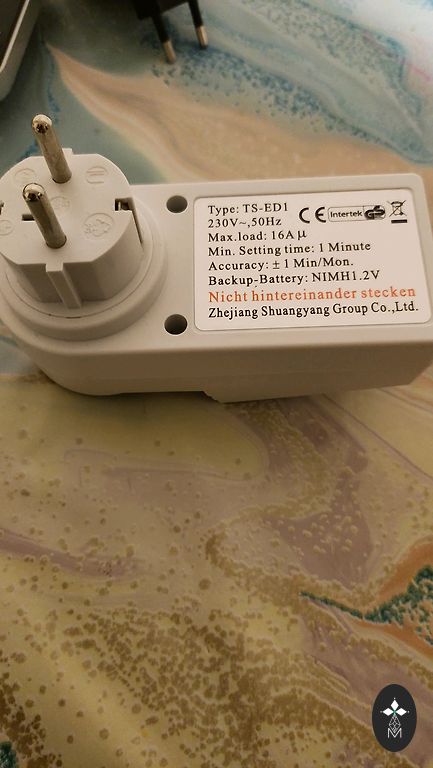 Type: TS-ED1
230V~,50Hz
Max.load: 16A μ
Min. Setting time: 1 Minute
Accuracy: ± 1 Min/Mon.
Backup-Battery: NIMH1.2V
Nicht hintereinander stecken
Zhejiang Shuangyang Group Co.,Ltd.
CE Intertek GS
M